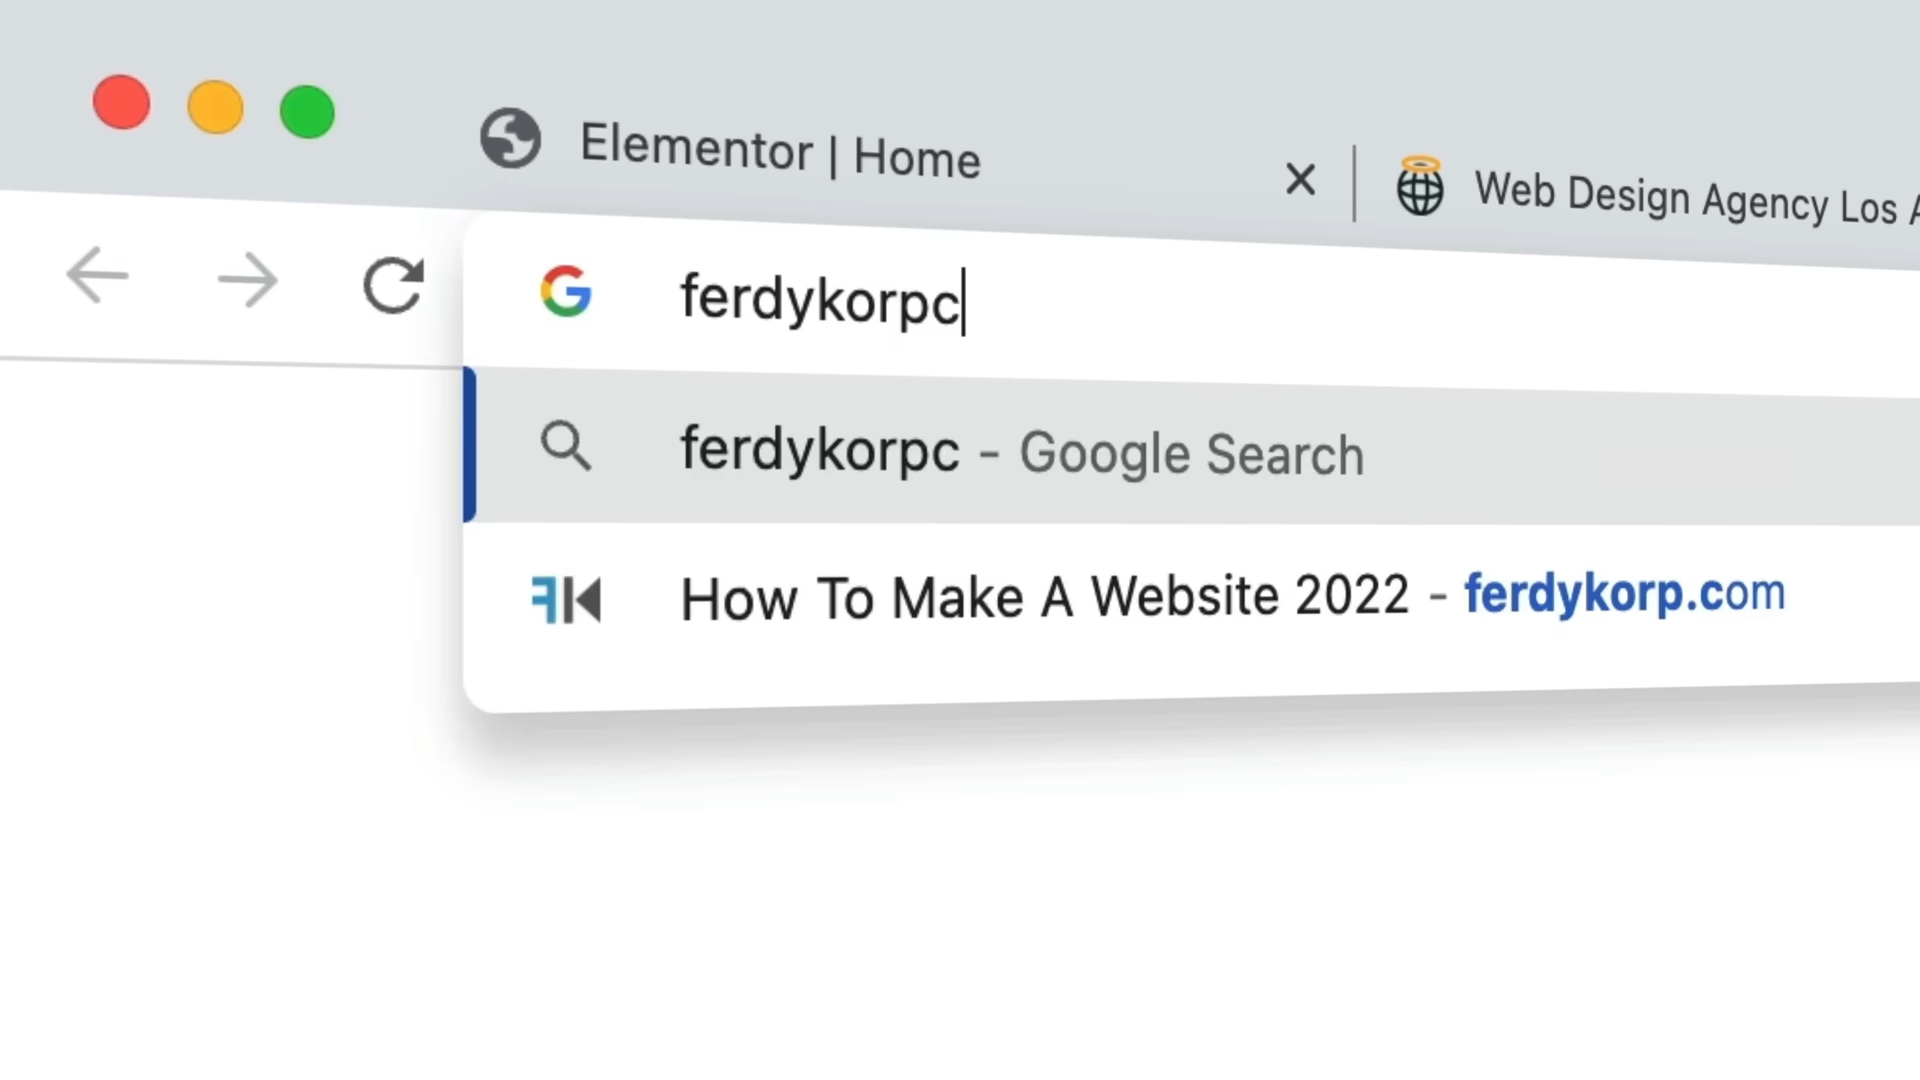 Elementor | Home
Web Design Agency Los
ferdykorpc
ferdykorpc - Google Search
How To Make A Website 2022 - ferdykorp.com